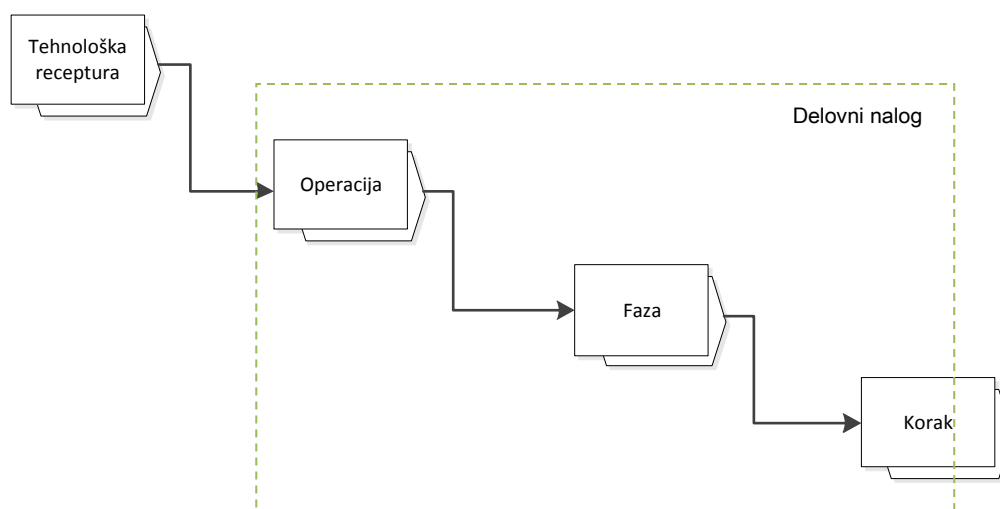 Tehnološka
receptura
Delovni nalog
Operacija
Faza
Korak